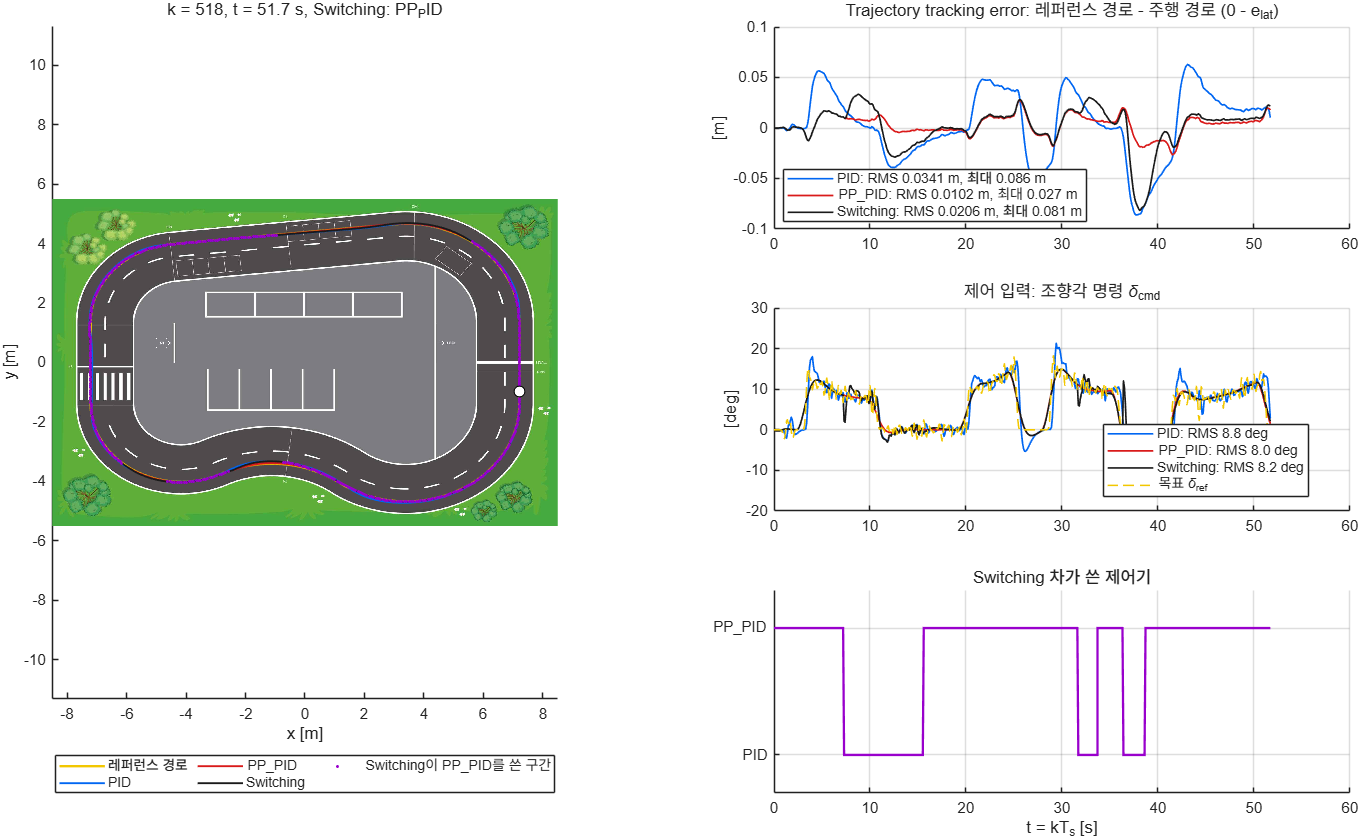 k = 518, t = 51.7 s, Switching: PPPID
10
8
6
4
2
0
-2
-4
-6
-8
-10
y [m]
-8 -6 -4 -2 0 2 4 6 8
x [m]
레퍼런스 경로 PP_PID Switching이 PP_PID를 쓴 구간
PID Switching
Trajectory tracking error: 레퍼런스 경로 - 주행 경로 (0 - elat)
0.1
0.05
0
-0.05
-0.1
[m]
PID: RMS 0.0341 m, 최대 0.086 m
PP_PID: RMS 0.0102 m, 최대 0.027 m
Switching: RMS 0.0206 m, 최대 0.081 m
0 10 20 30 40 50 60
제어 입력: 조향각 명령 δcmd
30
20
10
0
-10
-20
[deg]
PID: RMS 8.8 deg
PP_PID: RMS 8.0 deg
Switching: RMS 8.2 deg
목표 δref
0 10 20 30 40 50 60
Switching 차가 쓴 제어기
PP_PID
PID
0 10 20 30 40 50 60
t = kTs [s]